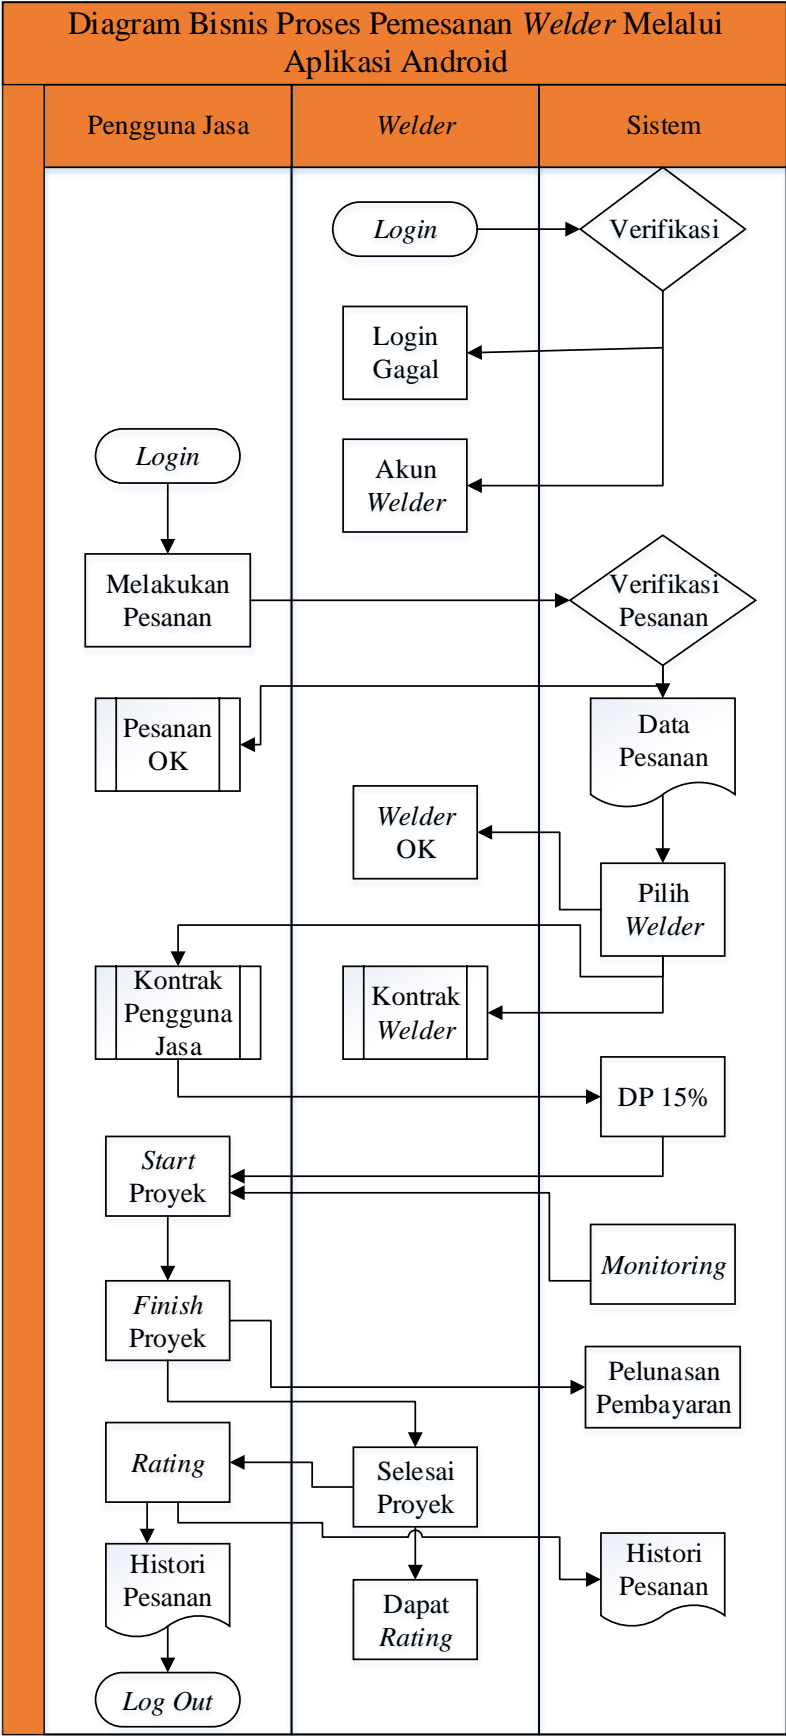 Diagram Bisnis Proses Pemesanan Welder Melalui
Aplikasi Android
Pengguna Jasa
Welder
Sistem
Login
Verifikasi
Login
Gagal
Login
Akun
Welder
Melakukan
Pesanan
Verifikasi
Pesanan
Pesanan
OK
Data
Pesanan
Welder
OK
Pilih
Welder
Kontrak
Pengguna
Jasa
Kontrak
Welder
DP 15%
Start
Proyek
Monitoring
Finish
Proyek
Pelunasan
Pembayaran
Rating
Selesai
Proyek
Histori
Pesanan
Histori
Pesanan
Dapat
Rating
Log Out